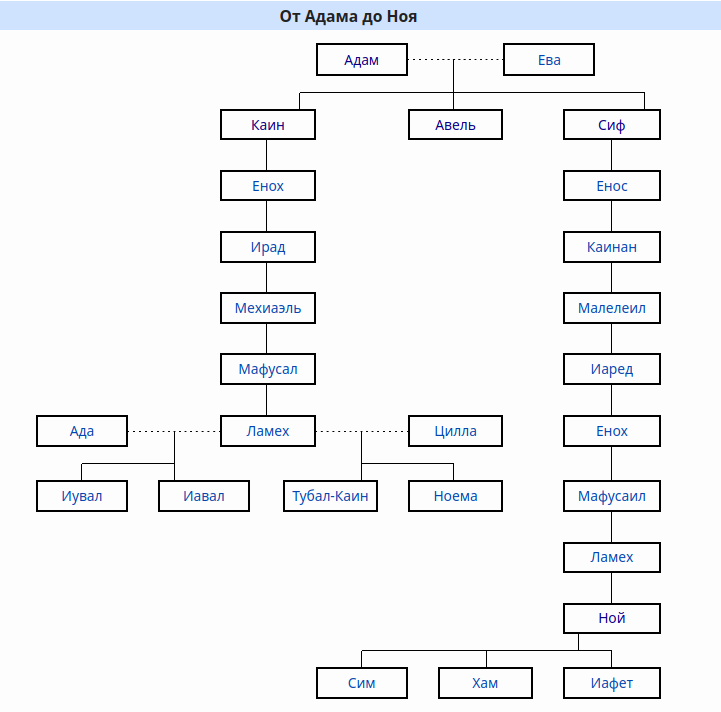 От Адама до Ноя
Адам Ева
Каин Авель Сиф
Енох Енос
Ирад Каинан
Мехиаэль Малелеил
Мафусал Иаред
Ада Ламех Цилла Енох
Иувал Иавал Тубал-Каин Ноема Мафусаил
Ламех
Ной
Сим Хам Иафет